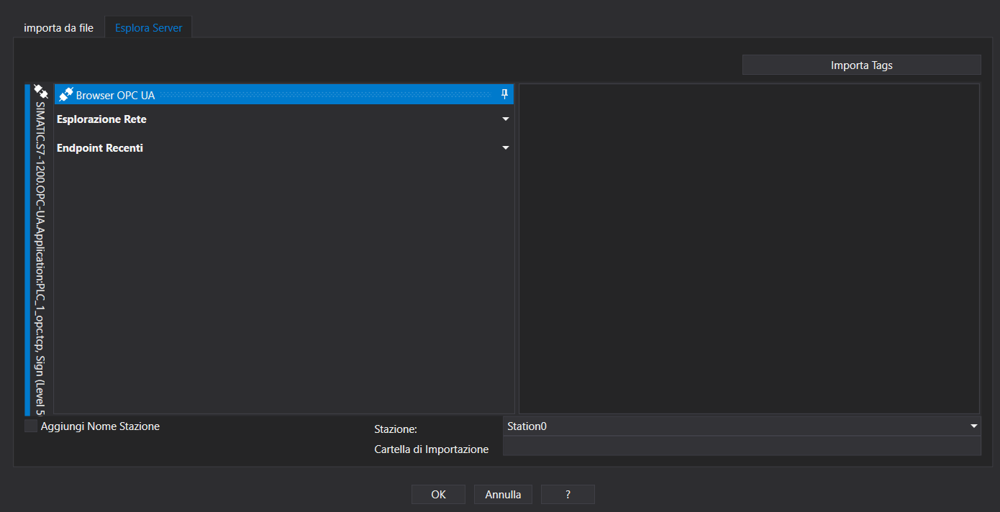 importa da file
Esplora Server
Importa Tags
SIMATIC.S7-1200.OPC-UA.Application:PLC_1_opc.tcp, Sign (Level 5
Browser OPC UA
Esplorazione Rete
Endpoint Recenti
Aggiungi Nome Stazione
Stazione:
Station0
Cartella di Importazione
OK
Annulla
?